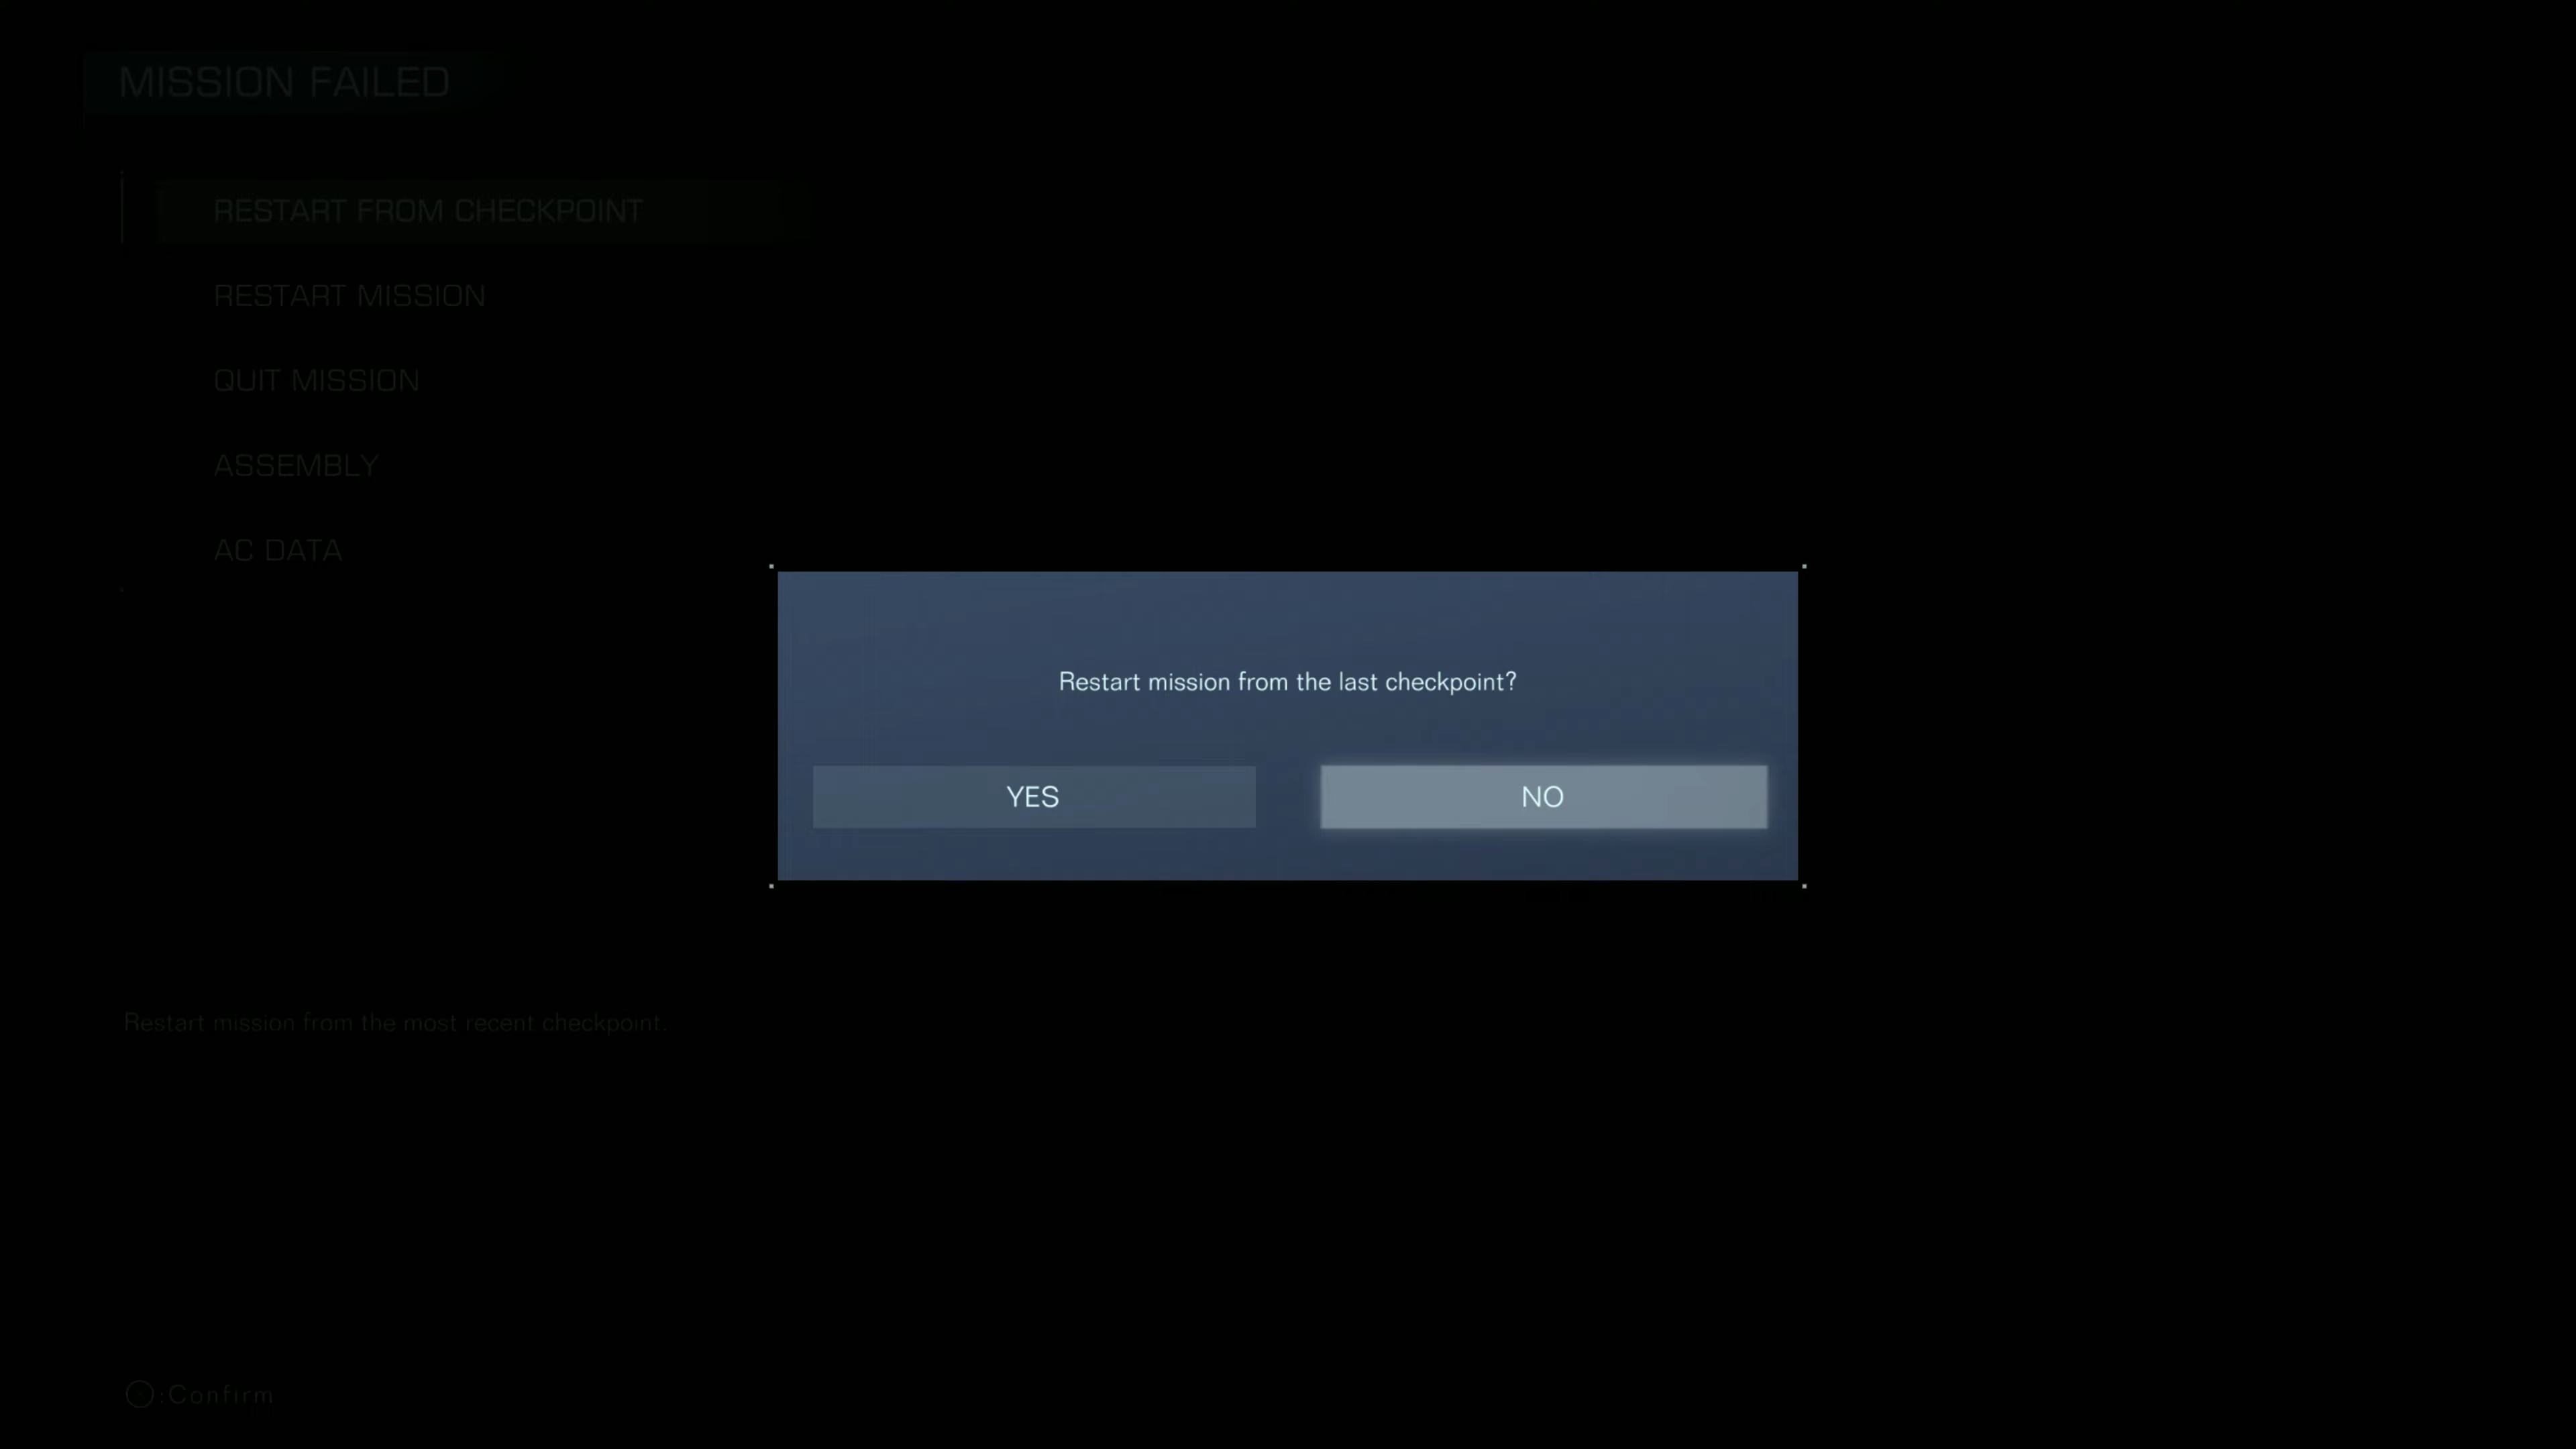 MISSION FAILED
RESTART FROM CHECKPOINT
RESTART MISSION
QUIT MISSION
ASSEMBLY
AC DATA
Restart mission from the last checkpoint?
YES
NO
Restart mission from the most recent checkpoint.
:Confirm